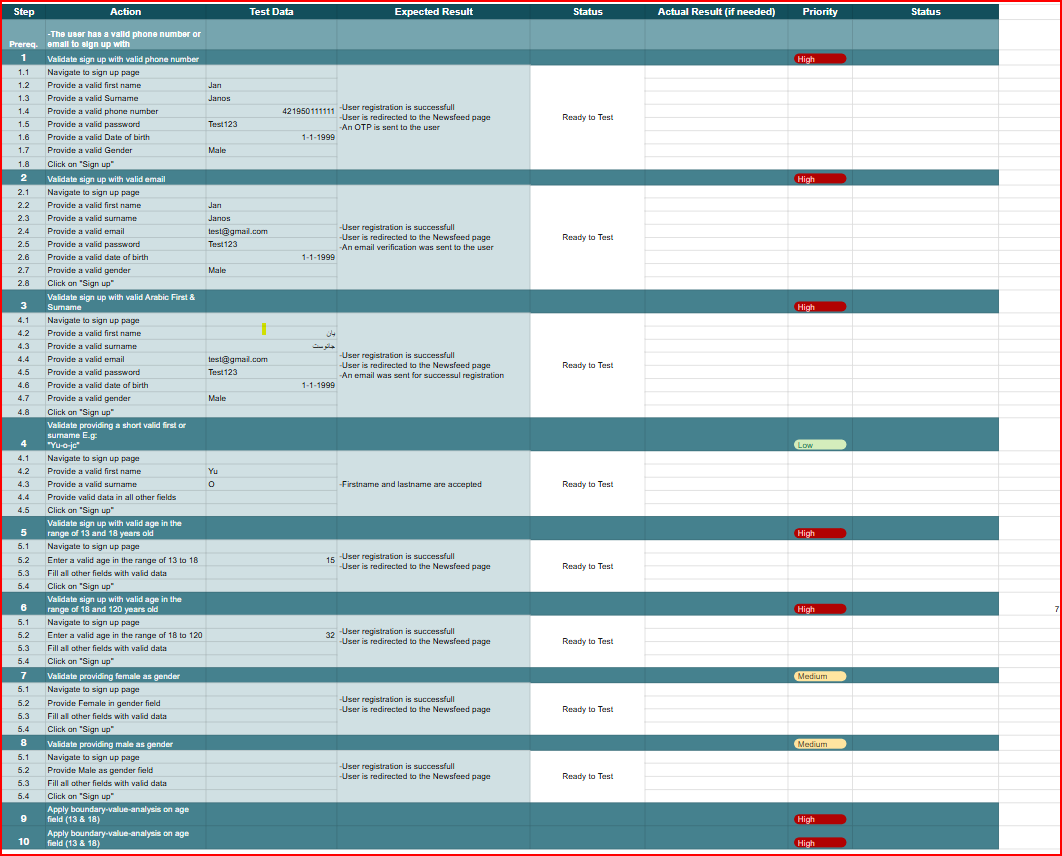 Step Action Test Data Expected Result Status Actual Result (if needed) Priority Status
-The user has a valid phone number or
Prereq. email to sign up with
1 Validate sign up with valid phone number High
1.1 Navigate to sign up page
1.2 Provide a valid first name Jan
1.3 Provide a valid Surname Janos
-User registration is successfull
1.4 Provide a valid phone number 421950111111
-User is redirected to the Newsfeed page Ready to Test
1.5 Provide a valid password Test123
-An OTP is sent to the user
1.6 Provide a valid Date of birth 1-1-1999
1.7 Provide a valid Gender Male
1.8 Click on "Sign up"
2 Validate sign up with valid email High
2.1 Navigate to sign up page
2.2 Provide a valid first name Jan
2.3 Provide a valid surname Janos
-User registration is successfull
2.4 Provide a valid email test@gmail.com
-User is redirected to the Newsfeed page Ready to Test
2.5 Provide a valid password Test123
-An email verification was sent to the user
2.6 Provide a valid date of birth 1-1-1999
2.7 Provide a valid gender Male
2.8 Click on "Sign up"
Validate sign up with valid Arabic First &
3 Surname High
4.1 Navigate to sign up page
4.2 Provide a valid first name يان
4.3 Provide a valid surname جانوست
-User registration is successfull
4.4 Provide a valid email test@gmail.com
-User is redirected to the Newsfeed page Ready to Test
4.5 Provide a valid password Test123
-An email was sent for successul registration
4.6 Provide a valid date of birth 1-1-1999
4.7 Provide a valid gender Male
4.8 Click on "Sign up"
Validate providing a short valid first or
surname E.g:
4 "Yu-o-jc" Low
4.1 Navigate to sign up page
4.2 Provide a valid first name Yu
4.3 Provide a valid surname O -Firstname and lastname are accepted Ready to Test
4.4 Provide valid data in all other fields
4.5 Click on "Sign up"
Validate sign up with valid age in the
5 range of 13 and 18 years old High
5.1 Navigate to sign up page
-User registration is successfull
5.2 Enter a valid age in the range of 13 to 18 15
-User is redirected to the Newsfeed page Ready to Test
5.3 Fill all other fields with valid data
5.4 Click on "Sign up"
Validate sign up with valid age in the
6 range of 18 and 120 years old High 7
5.1 Navigate to sign up page
-User registration is successfull
5.2 Enter a valid age in the range of 18 to 120 32
-User is redirected to the Newsfeed page Ready to Test
5.3 Fill all other fields with valid data
5.4 Click on "Sign up"
7 Validate providing female as gender Medium
5.1 Navigate to sign up page
-User registration is successfull
5.2 Provide Female in gender field
-User is redirected to the Newsfeed page Ready to Test
5.3 Fill all other fields with valid data
5.4 Click on "Sign up"
8 Validate providing male as gender Medium
5.1 Navigate to sign up page
-User registration is successfull
5.2 Provide Male as gender field
-User is redirected to the Newsfeed page Ready to Test
5.3 Fill all other fields with valid data
5.4 Click on "Sign up"
Apply boundary-value-analysis on age
9 field (13 & 18) High
Apply boundary-value-analysis on age
10 field (13 & 18) High